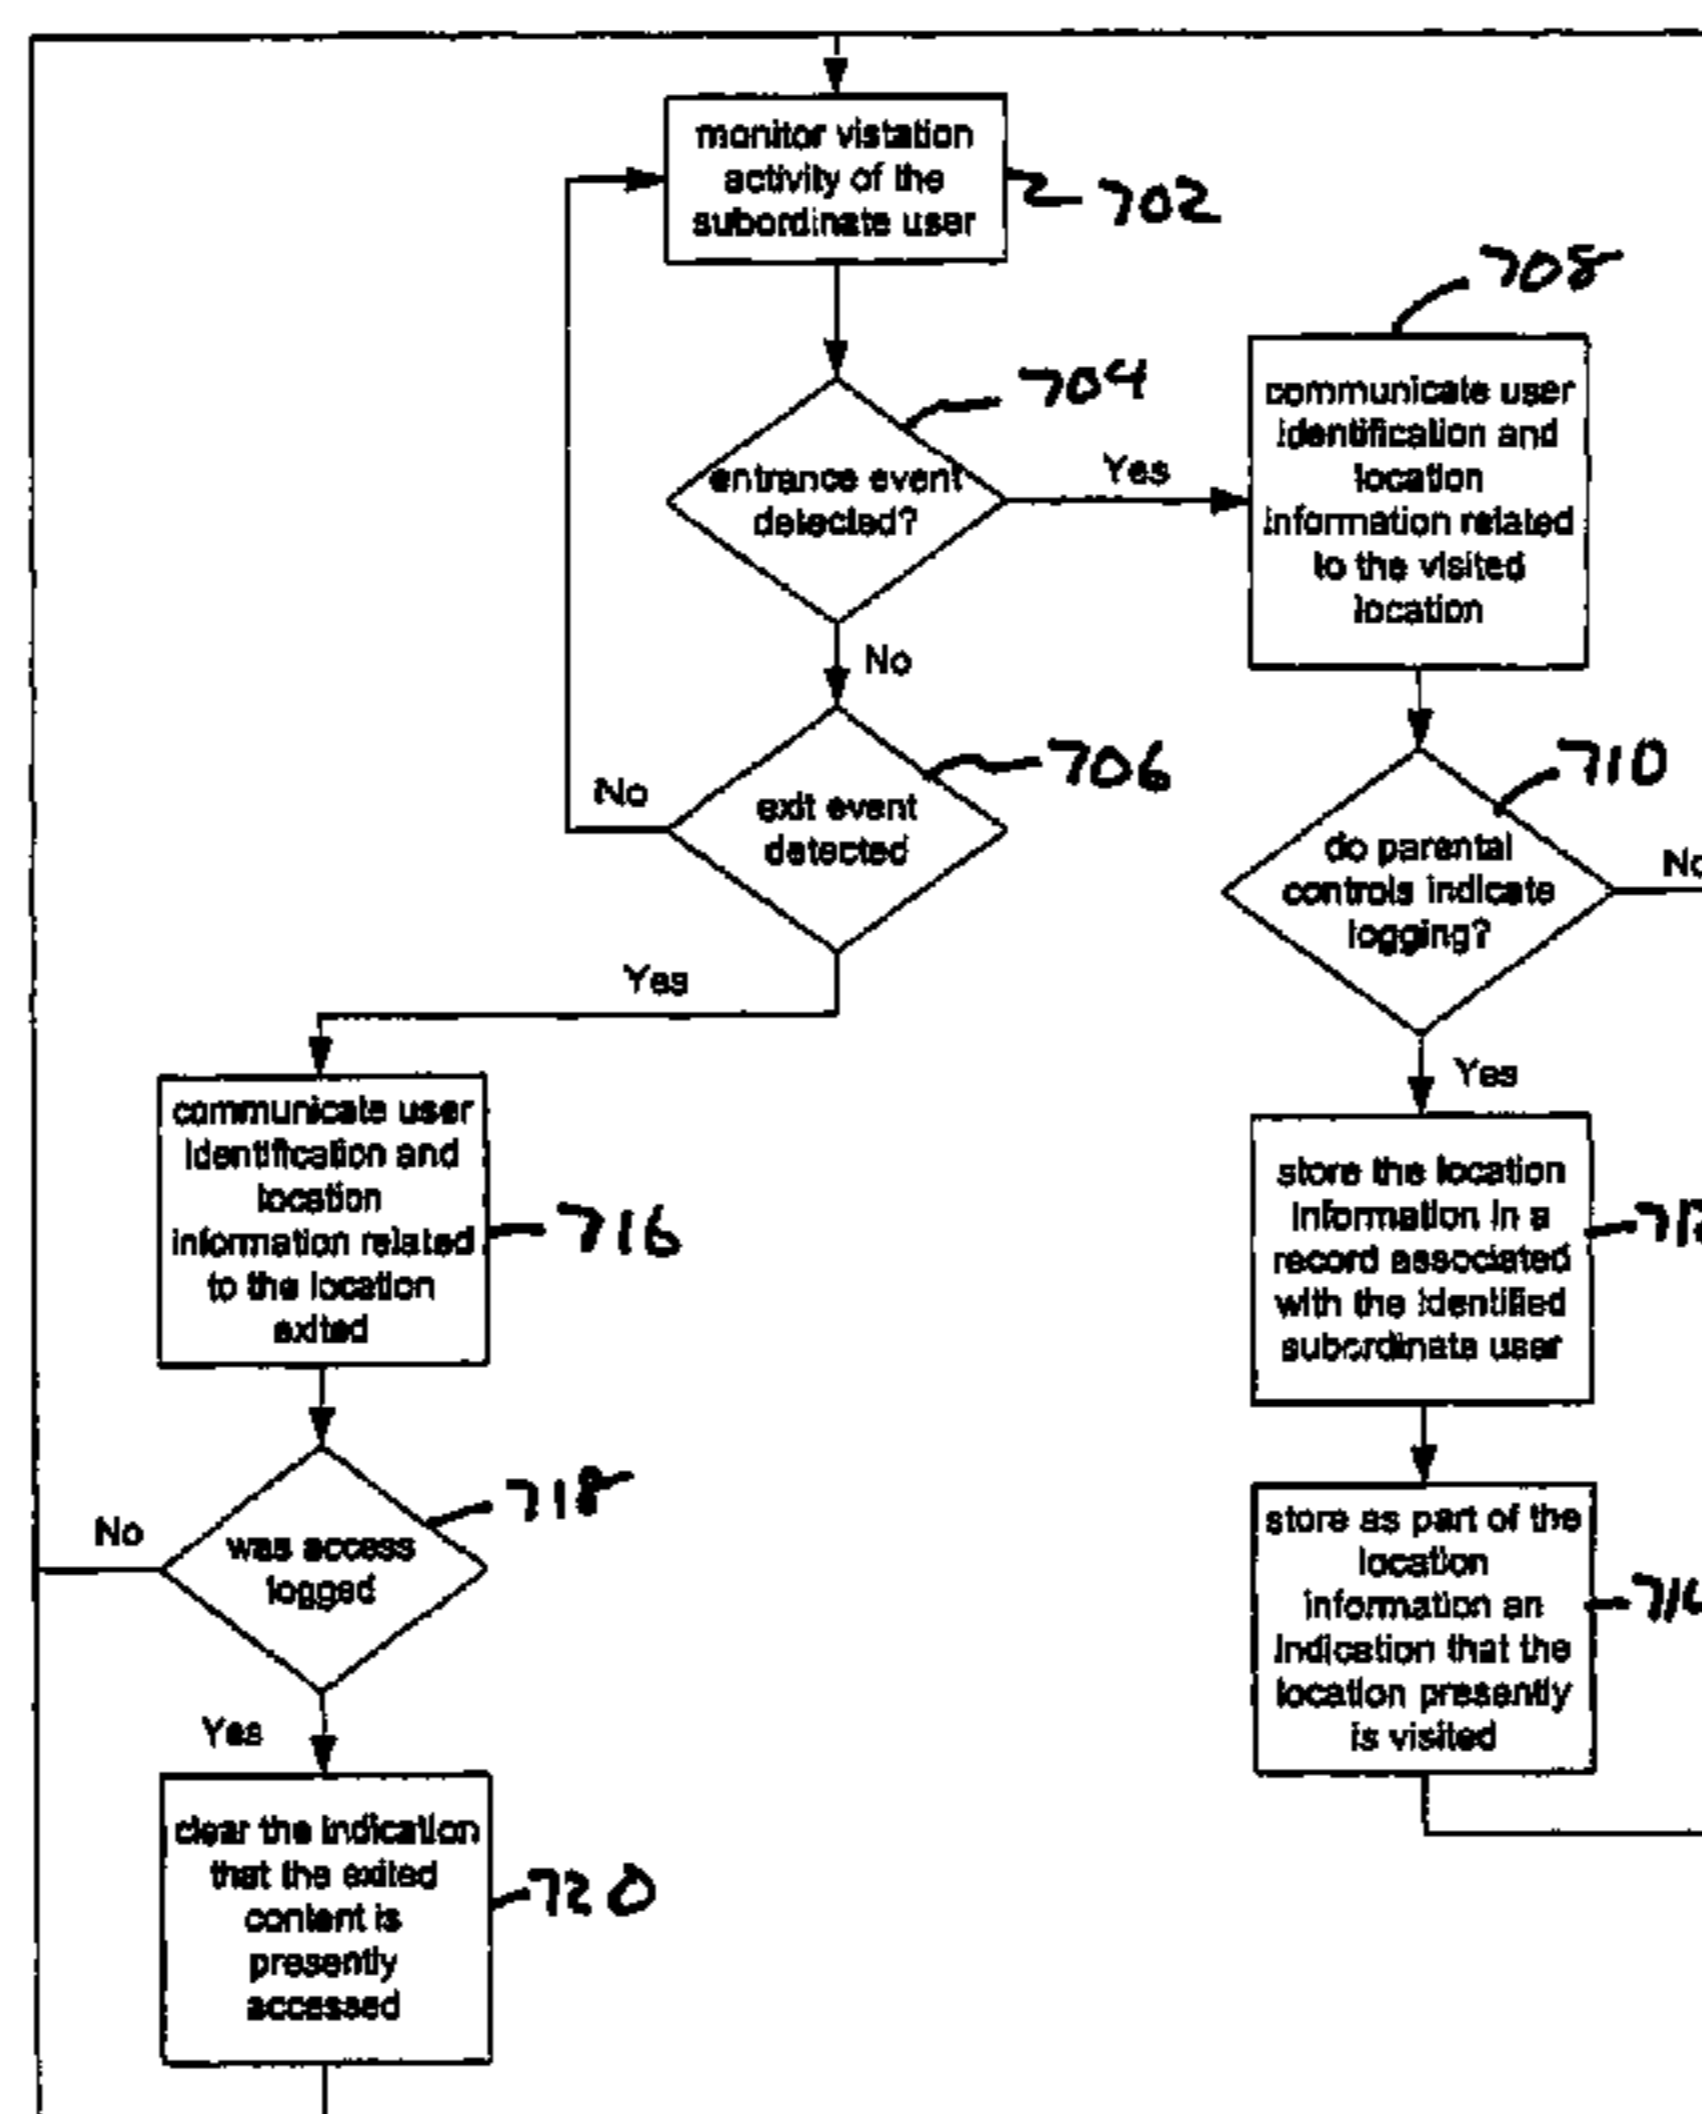 monitor vistation
activity of the
subordinate user
702
708
704
entrance event
detected?
Yes
communicate user
identification and
location
information related
to the visited
location
No
706
exit event
detected
No
710
do parental
controls indicate
logging?
No
Yes
Yes
communicate user
identification and
location
information related
to the location
exited
716
store the location
information in a
record associated
with the identified
subordinate user
718
was access
logged
No
store as part of the
location
information an
indication that the
location presently
is visited
Yes
clear the indication
that the exited
content is
presently
accessed
720